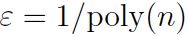 ε = 1/poly(n)